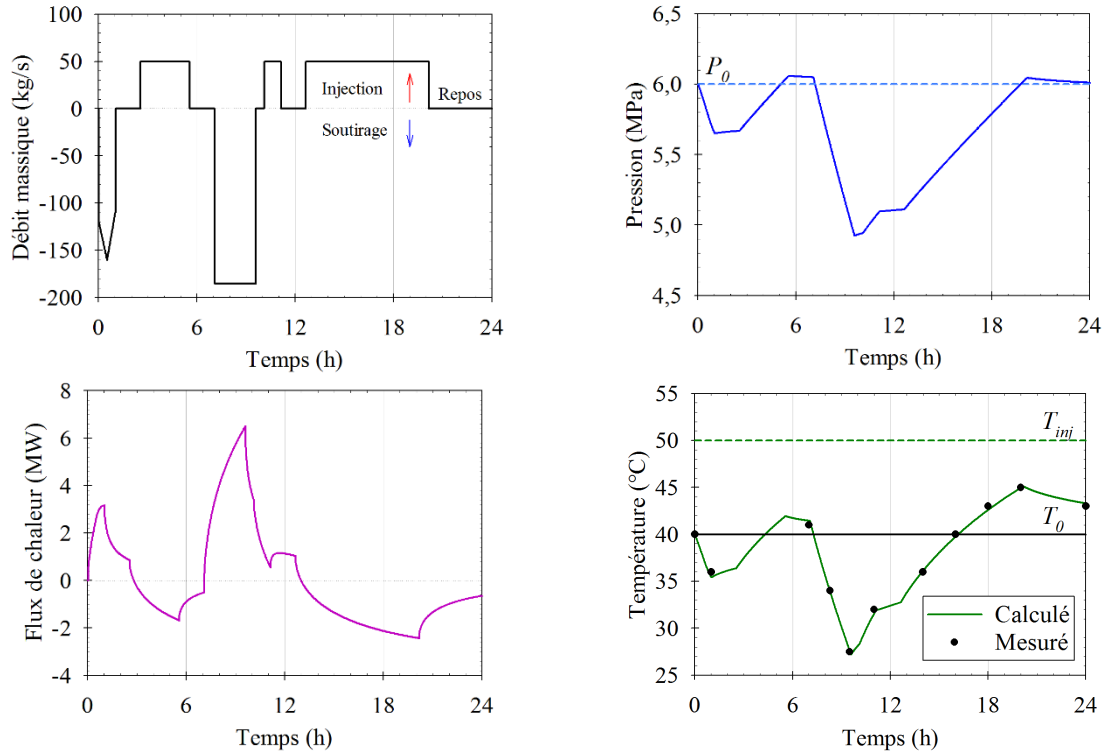 Débit massique (kg/s)
100
50
0
-50
-100
-150
-200
Injection
Soutirage
Repos
0 6 12 18 24
Temps (h)
Pression (MPa)
6,5
6,0
5,5
5,0
4,5
P0
0 6 12 18 24
Temps (h)
Flux de chaleur (MW)
8
6
4
2
0
-2
-4
0 6 12 18 24
Temps (h)
Température (°C)
55
50
45
40
35
30
25
Tinj
T0
Calculé
Mesuré
0 6 12 18 24
Temps (h)